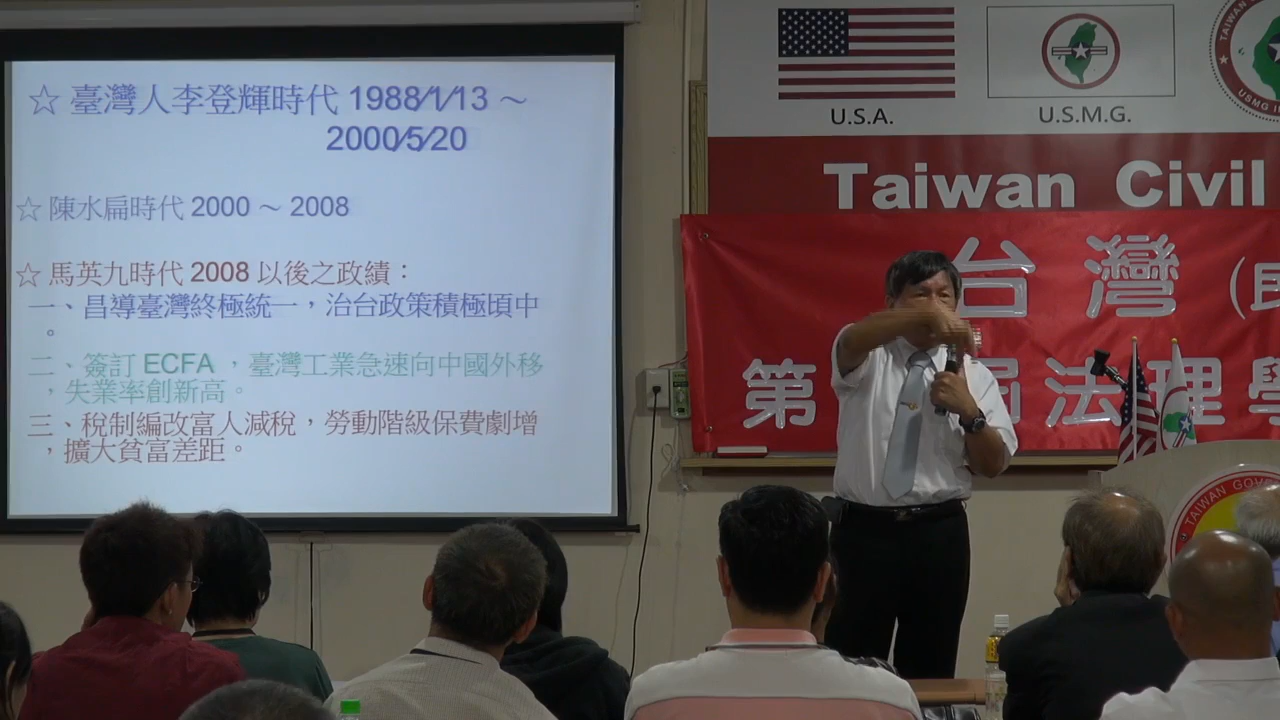 ☆ 臺灣人李登輝時代 1988/1/13 ～
2000/5/20
☆ 陳水扁時代 2000 ～ 2008
☆ 馬英九時代 2008 以後之政績：
一、昌導臺灣終極統一，治台政策積極頃中
。
二、簽訂 ECFA ，臺灣工業急速向中國外移
，失業率創新高。
三、稅制編改富人減稅，勞動階級保費劇增
，擴大貧富差距。
U.S.A.
U.S.M.G.
Taiwan Civil
台灣
第 屆法理學
TAIWAN GOV